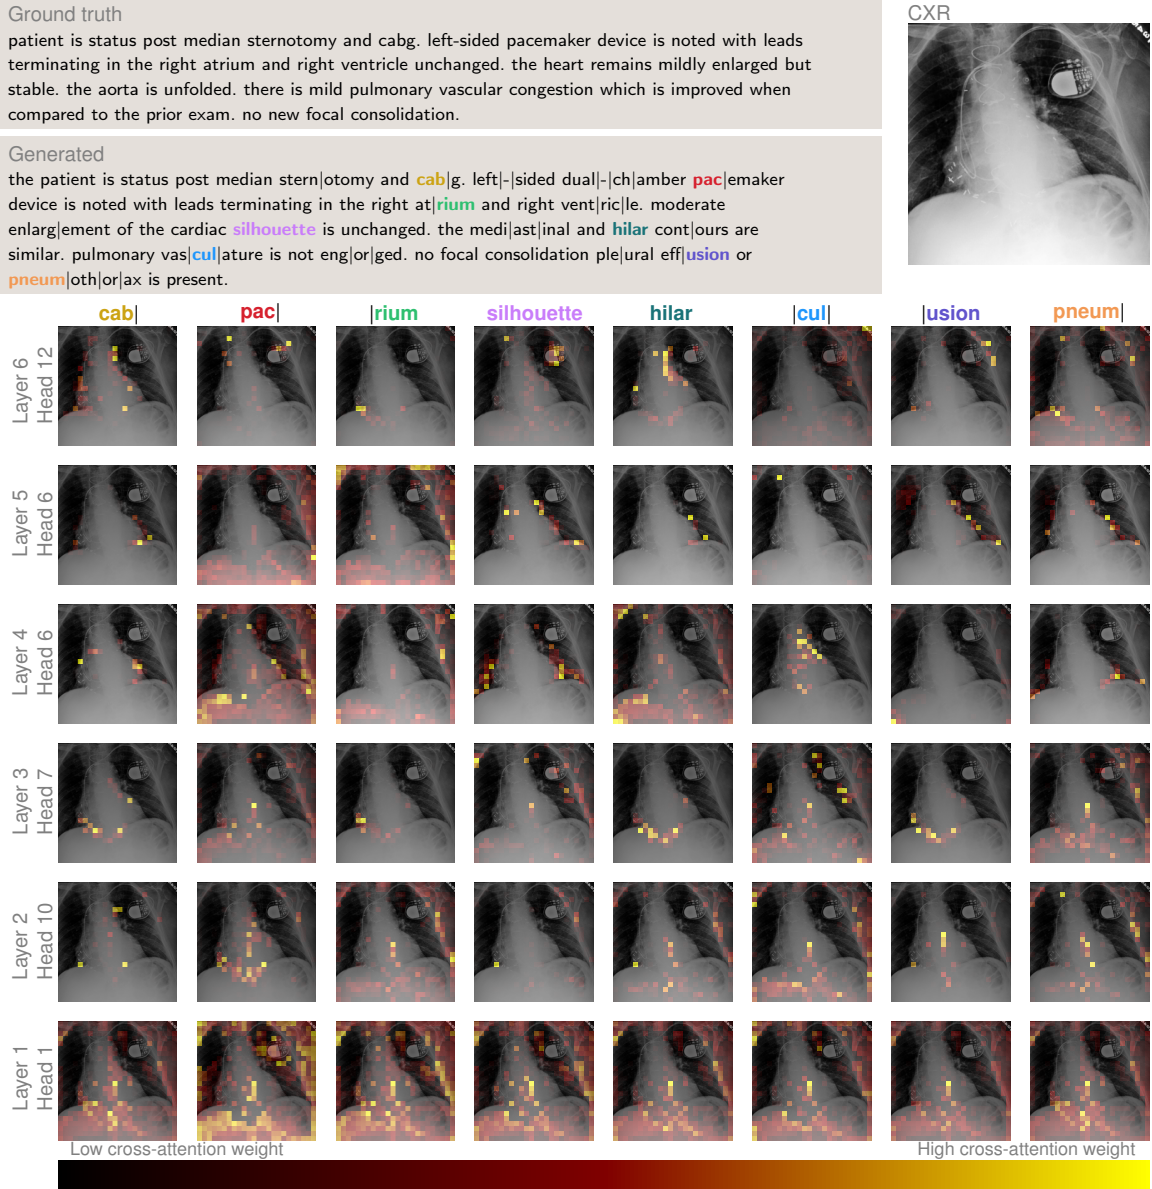 Ground truth
patient is status post median sternotomy and cabg. left-sided pacemaker device is noted with leads
terminating in the right atrium and right ventricle unchanged. the heart remains mildly enlarged but
stable. the aorta is unfolded. there is mild pulmonary vascular congestion which is improved when
compared to the prior exam. no new focal consolidation.
CXR
Generated
the patient is status post median stern|otomy and cab|g. left|-|sided dual|-|ch|amber pac|emaker
device is noted with leads terminating in the right at|rium and right vent|ric|le. moderate
enlarg|ement of the cardiac silhouette is unchanged. the medi|ast|inal and hilar cont|ours are
similar. pulmonary vas|cul|ature is not eng|or|ged. no focal consolidation ple|ural eff|usion or
pneum|oth|or|ax is present.
cab| pac| |rium silhouette hilar |cul| |usion pneum|
Layer 6
Head 12
Layer 5
Head 6
Layer 4
Head 6
Layer 3
Head 7
Layer 2
Head 10
Layer 1
Head 1
Low cross-attention weight
High cross-attention weight